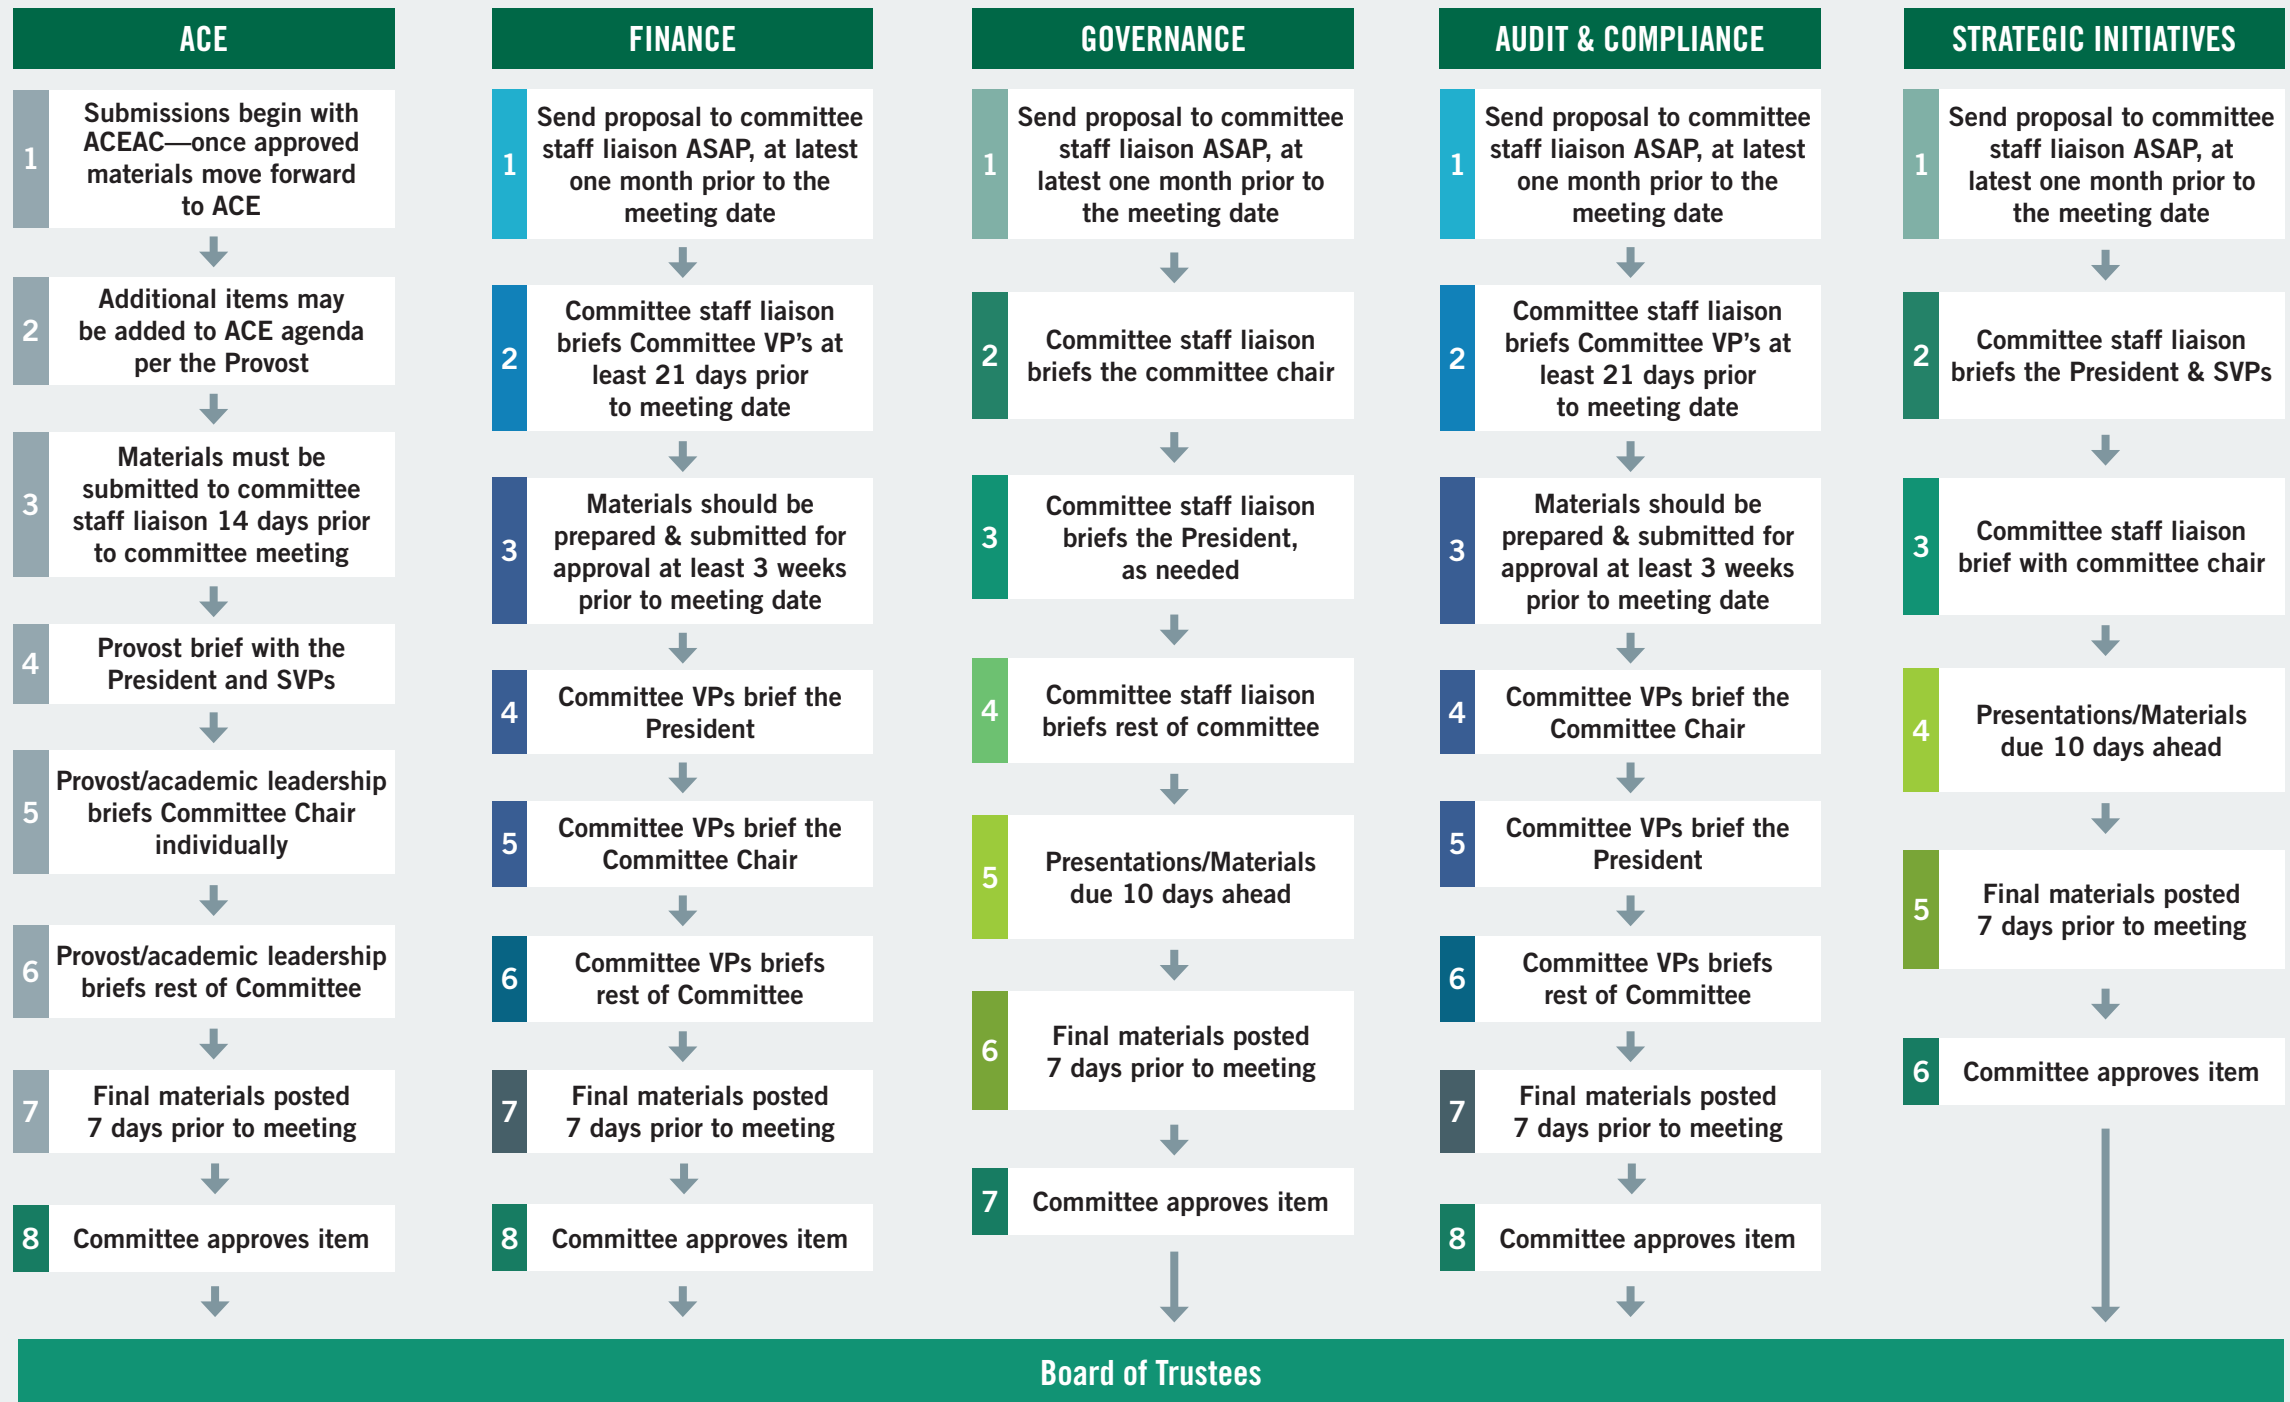 ACE
1
Submissions begin with
ACEAC—once approved
materials move forward
to ACE
2
Additional items may
be added to ACE agenda
per the Provost
3
Materials must be
submitted to committee
staff liaison 14 days prior
to committee meeting
4
Provost brief with the
President and SVPs
5
Provost/academic leadership
briefs Committee Chair
individually
6
Provost/academic leadership
briefs rest of Committee
7
Final materials posted
7 days prior to meeting
8
Committee approves item
FINANCE
1
Send proposal to committee
staff liaison ASAP, at latest
one month prior to the
meeting date
2
Committee staff liaison
briefs Committee VP's at
least 21 days prior
to meeting date
3
Materials should be
prepared & submitted for
approval at least 3 weeks
prior to meeting date
4
Committee VPs brief the
President
5
Committee VPs brief the
Committee Chair
6
Committee VPs briefs
rest of Committee
7
Final materials posted
7 days prior to meeting
8
Committee approves item
GOVERNANCE
1
Send proposal to committee
staff liaison ASAP, at
latest one month prior to
the meeting date
2
Committee staff liaison
briefs the committee chair
3
Committee staff liaison
briefs the President,
as needed
4
Committee staff liaison
briefs rest of committee
5
Presentations/Materials
due 10 days ahead
6
Final materials posted
7 days prior to meeting
7
Committee approves item
AUDIT & COMPLIANCE
1
Send proposal to committee
staff liaison ASAP, at latest
one month prior to the
meeting date
2
Committee staff liaison
briefs Committee VP's at
least 21 days prior
to meeting date
3
Materials should be
prepared & submitted for
approval at least 3 weeks
prior to meeting date
4
Committee VPs brief the
Committee Chair
5
Committee VPs brief the
President
6
Committee VPs briefs
rest of Committee
7
Final materials posted
7 days prior to meeting
8
Committee approves item
STRATEGIC INITIATIVES
1
Send proposal to committee
staff liaison ASAP, at
latest one month prior to
the meeting date
2
Committee staff liaison
briefs the President & SVPs
3
Committee staff liaison
brief with committee chair
4
Presentations/Materials
due 10 days ahead
5
Final materials posted
7 days prior to meeting
6
Committee approves item
Board of Trustees